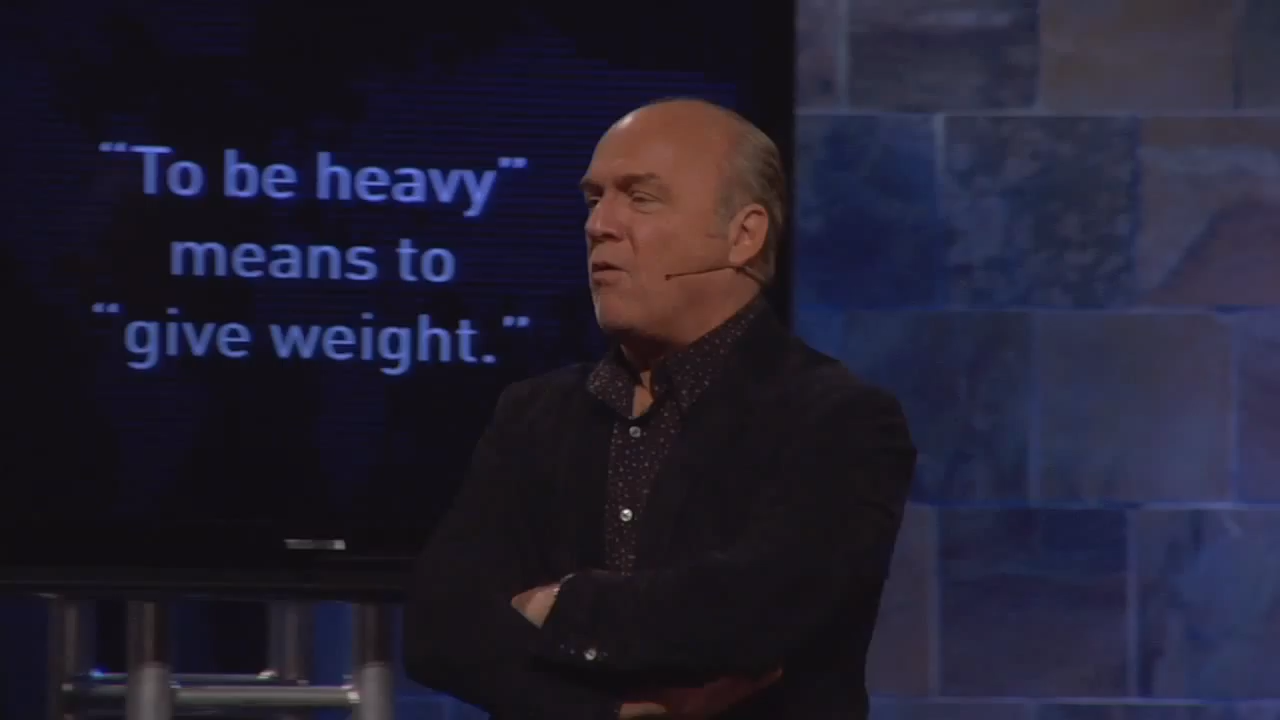 “To be heavy”
means to
“give weight.”